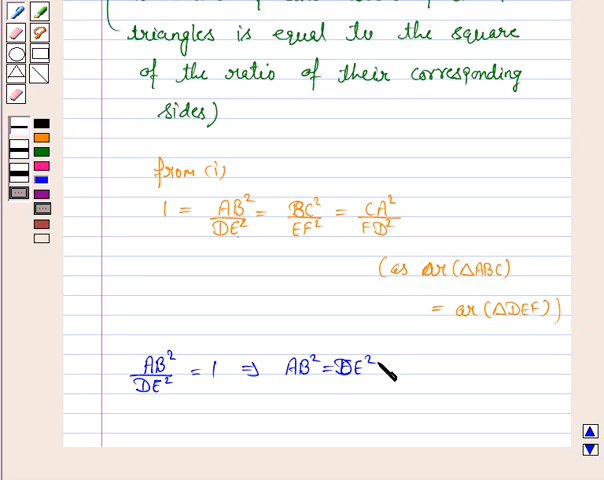 triangles is equal to the square
of the ratio of their corresponding
sides)
from (i)
1 = AB²/DE² = BC²/EF² = CA²/FD²
(as ar(△ABC)
= ar(△DEF))
AB²/DE² = 1 ⇒ AB² = DE²